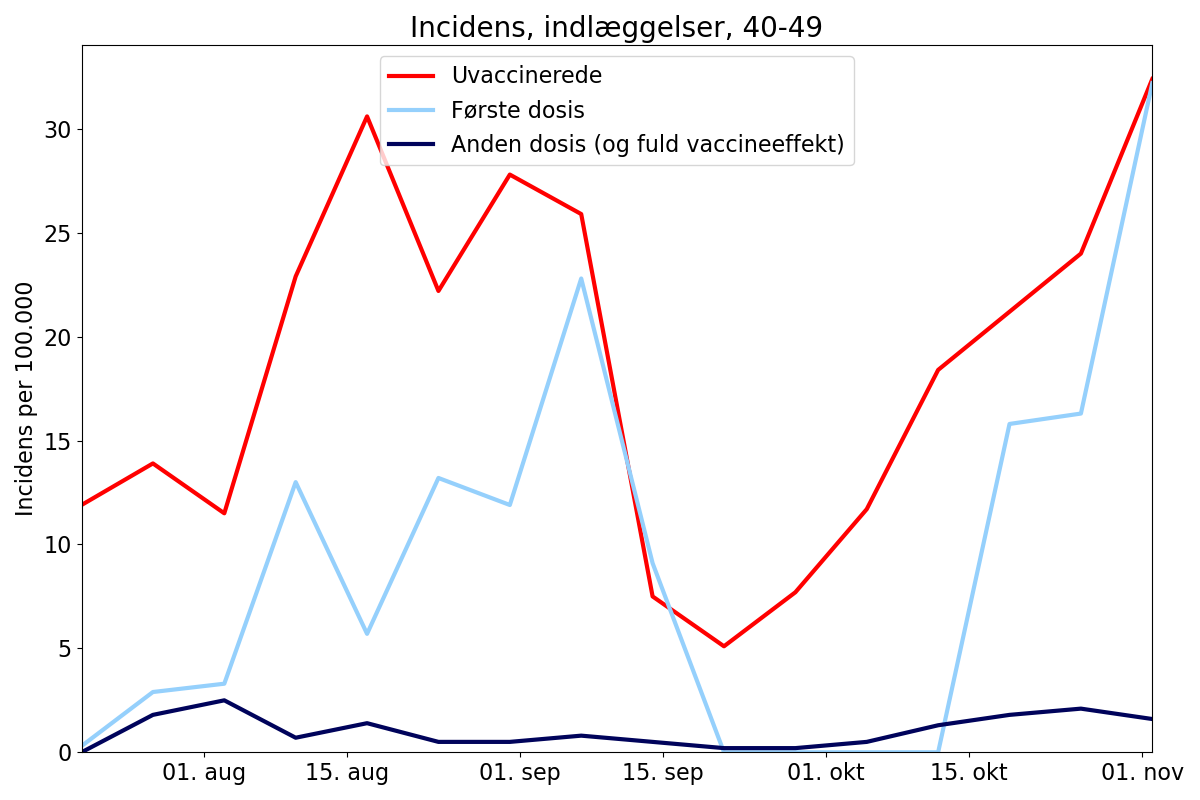 Incidens, indlæggelser, 40-49
Uvaccinerede
Første dosis
Anden dosis (og fuld vaccineeffekt)
Incidens per 100.000
30
25
20
15
10
5
0
01. aug
15. aug
01. sep
15. sep
01. okt
15. okt
01. nov